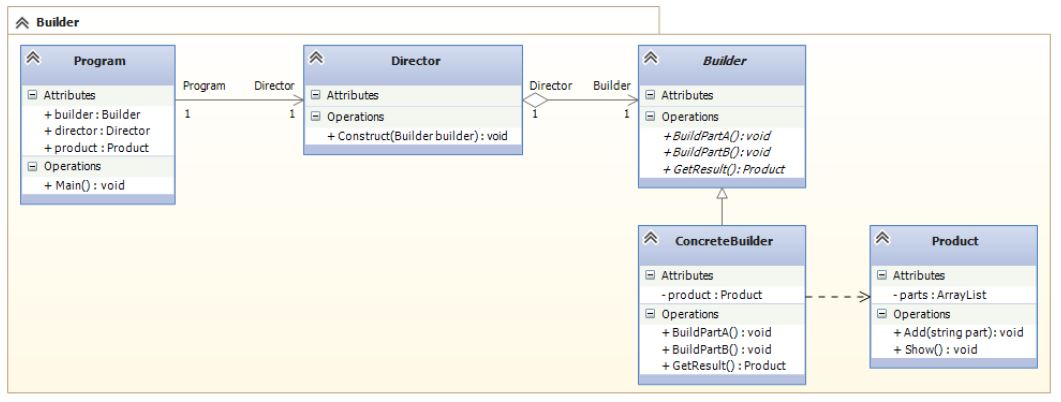 Builder
Program
Attributes
+ builder : Builder
+ director : Director
+ product : Product
Operations
+ Main() : void
Program
Director
1
1
Director
Attributes
Operations
+ Construct(Builder builder) : void
Director
Builder
1
1
Builder
Attributes
Operations
+ BuildPartA() : void
+ BuildPartB() : void
+ GetResult() : Product
ConcreteBuilder
Attributes
- product : Product
Operations
+ BuildPartA() : void
+ BuildPartB() : void
+ GetResult() : Product
Product
Attributes
- parts : ArrayList
Operations
+ Add(string part) : void
+ Show() : void